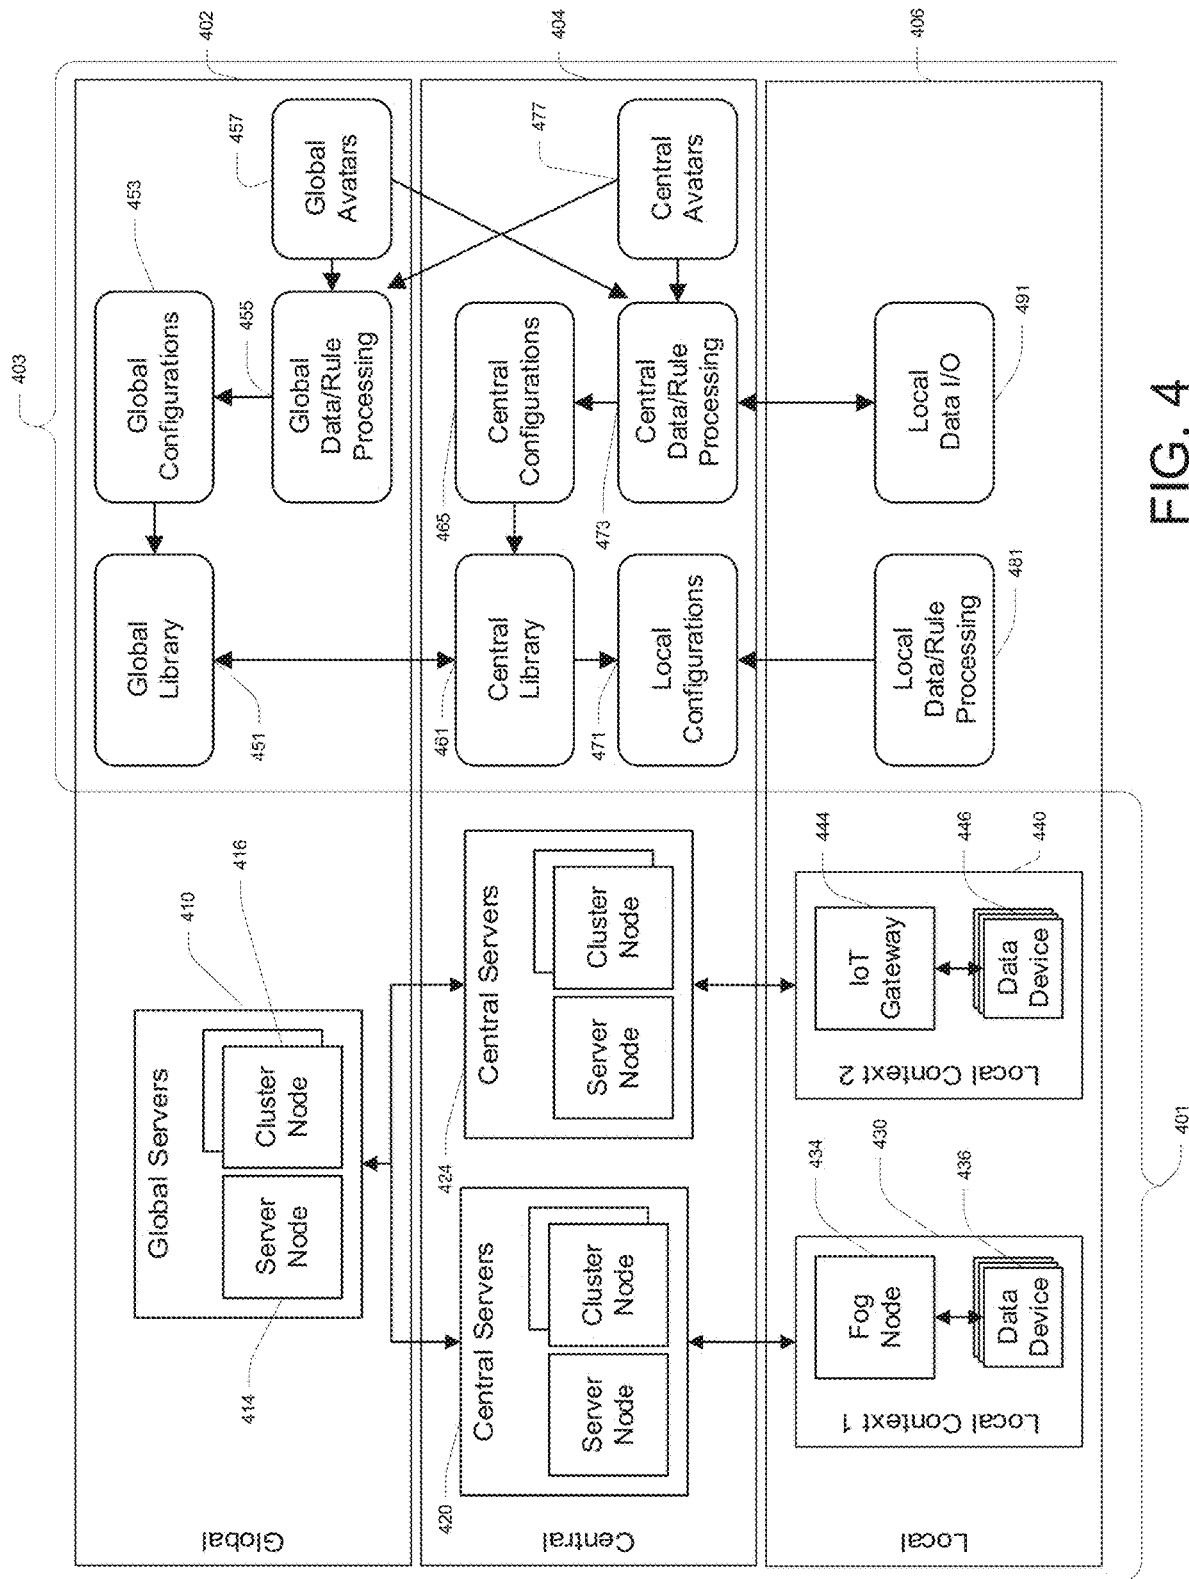 401
403
Global
402
Global Servers
410
Server
Node
414
Cluster
Node
416
Global
Library
451
Global
Configurations
453
Global
Data/Rule
Processing
455
Global
Avatars
457
Central
404
Central Servers
420
Server
Node
Cluster
Node
Central Servers
424
Server
Node
Cluster
Node
Central
Library
461
Central
Configurations
465
Local
Configurations
471
Central
Data/Rule
Processing
473
Central
Avatars
477
Local
406
Local Context 1
Fog
Node
434
430
Data
Device
436
Local Context 2
IoT
Gateway
444
Data
Device
446
440
Local
Data/Rule
Processing
481
Local
Data I/O
491
FIG. 4